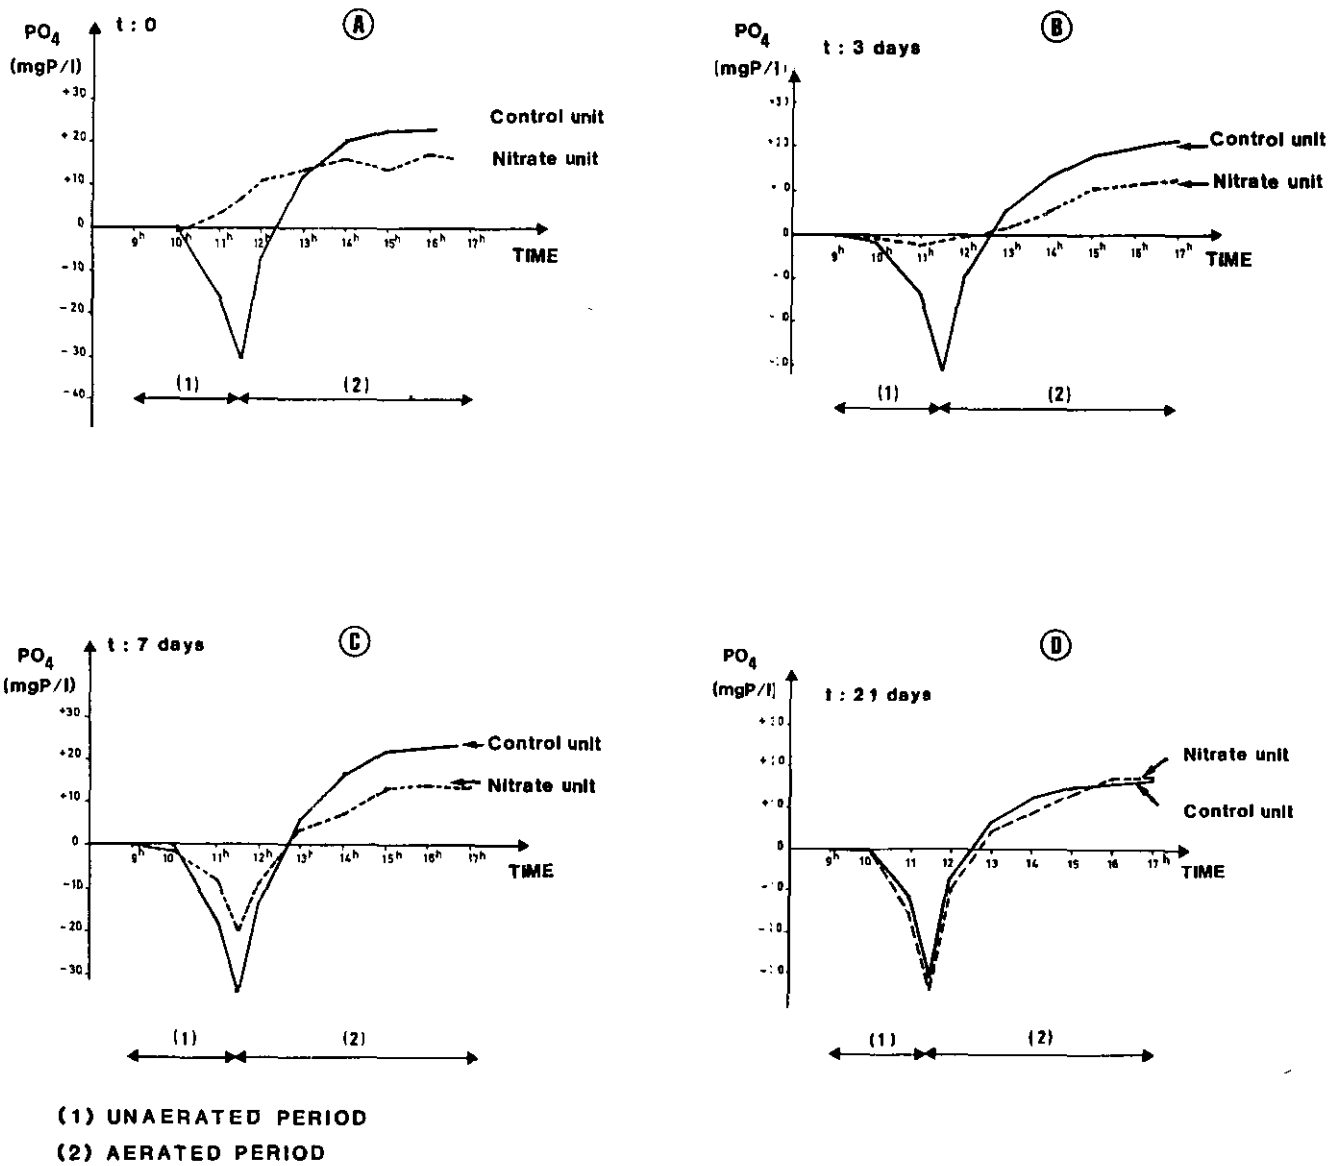 t : 0
A
PO4
(mgP/l)
+30
+20
+10
0
-10
-20
-30
-40
9h 10h 11h 12h 13h 14h 15h 16h 17h
TIME
Control unit
Nitrate unit
(1) (2)
B
PO4
(mgP/l)
t : 3 days
0
9h 10h 11h 12h 13h 14h 15h 16h 17h
TIME
Control unit
Nitrate unit
(1) (2)
t : 7 days
C
PO4
(mgP/l)
+30
+20
+10
0
-10
-20
-30
9h 10 11h 12h 13h 14h 15h 16h 17h
TIME
Control unit
Nitrate unit
(1) (2)
D
PO4
(mgP/l)
t : 21 days
0
9h 10 11 12 13 14 15 16 17h
TIME
Nitrate unit
Control unit
(1) (2)
(1) UNAERATED PERIOD
(2) AERATED PERIOD